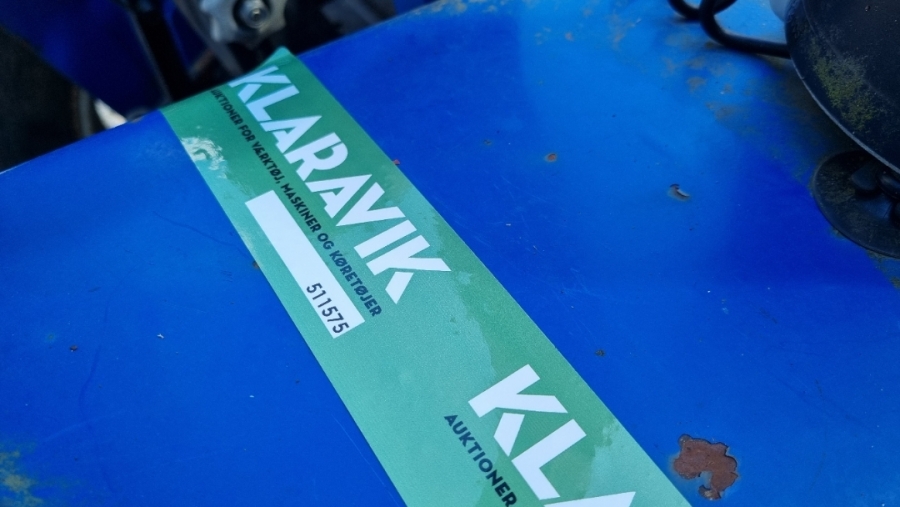 KLARAVIK
AUKTIONER FOR VÆRKTØJ, MASKINER OG KØRETØJER
511575
KLA
AUKTIONER